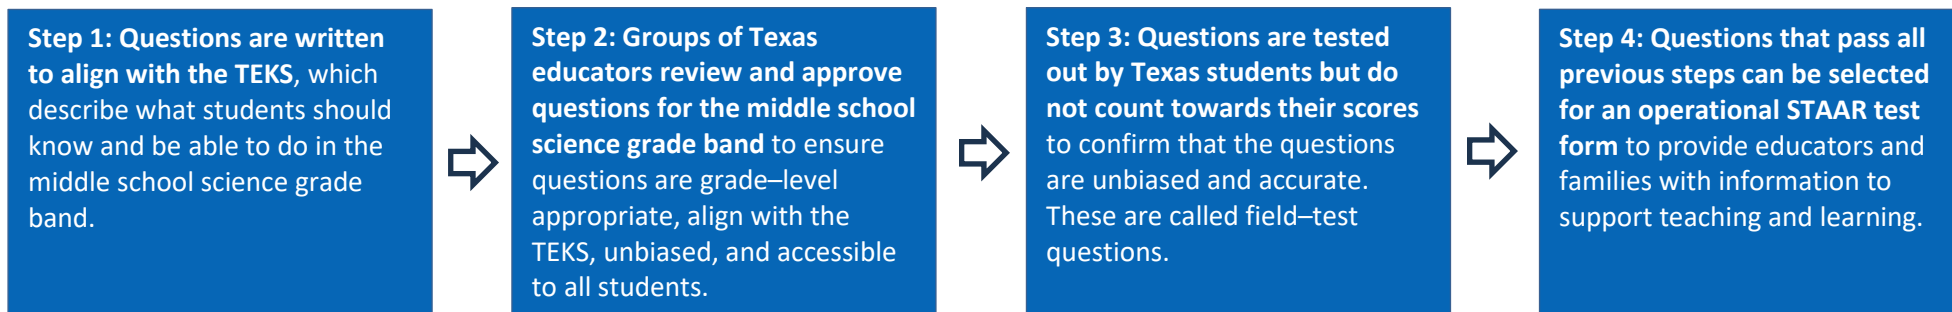 Step 1: Questions are written
to align with the TEKS, which
describe what students should
know and be able to do in the
middle school science grade
band.
Step 2: Groups of Texas
educators review and approve
questions for the middle school
science grade band to ensure
questions are grade–level
appropriate, align with the
TEKS, unbiased, and accessible
to all students.
Step 3: Questions are tested
out by Texas students but do
not count towards their scores
to confirm that the questions
are unbiased and accurate.
These are called field–test
questions.
Step 4: Questions that pass all
previous steps can be selected
for an operational STAAR test
form to provide educators and
families with information to
support teaching and learning.